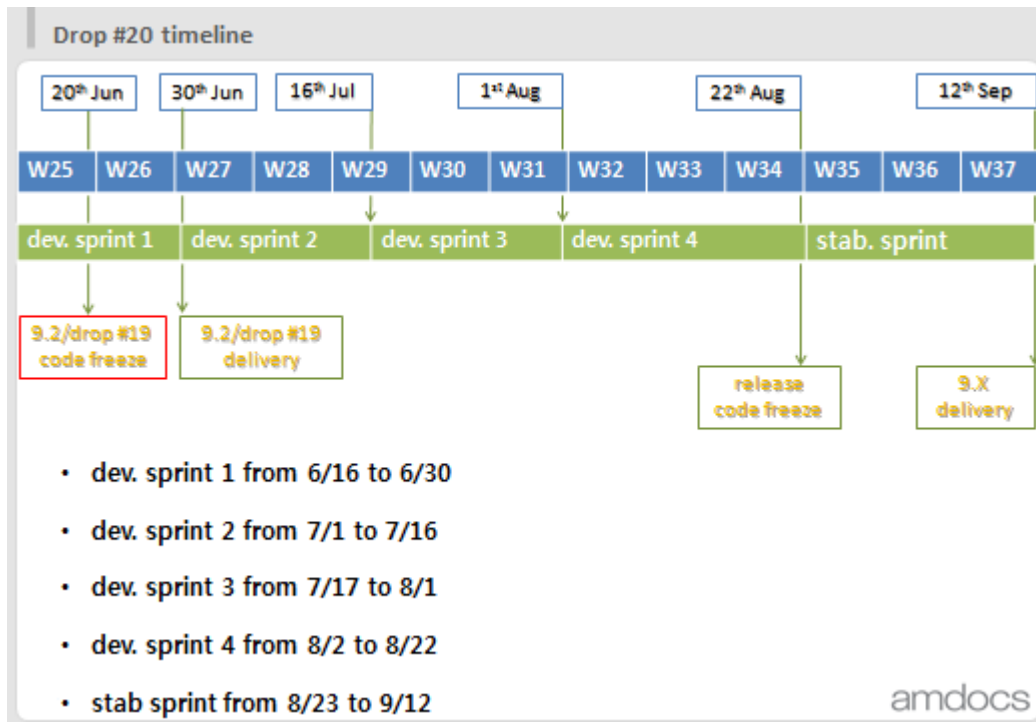 Drop #20 timeline
20th Jun 30th Jun 16th Jul 1st Aug 22th Aug 12th Sep
W25 W26 W27 W28 W29 W30 W31 W32 W33 W34 W35 W36 W37
dev. sprint 1 dev. sprint 2 dev. sprint 3 dev. sprint 4 stab. sprint
9.2/drop #19
code freeze
9.2/drop #19
delivery
release
code freeze
9.X
delivery
• dev. sprint 1 from 6/16 to 6/30
• dev. sprint 2 from 7/1 to 7/16
• dev. sprint 3 from 7/17 to 8/1
• dev. sprint 4 from 8/2 to 8/22
• stab sprint from 8/23 to 9/12
amdocs